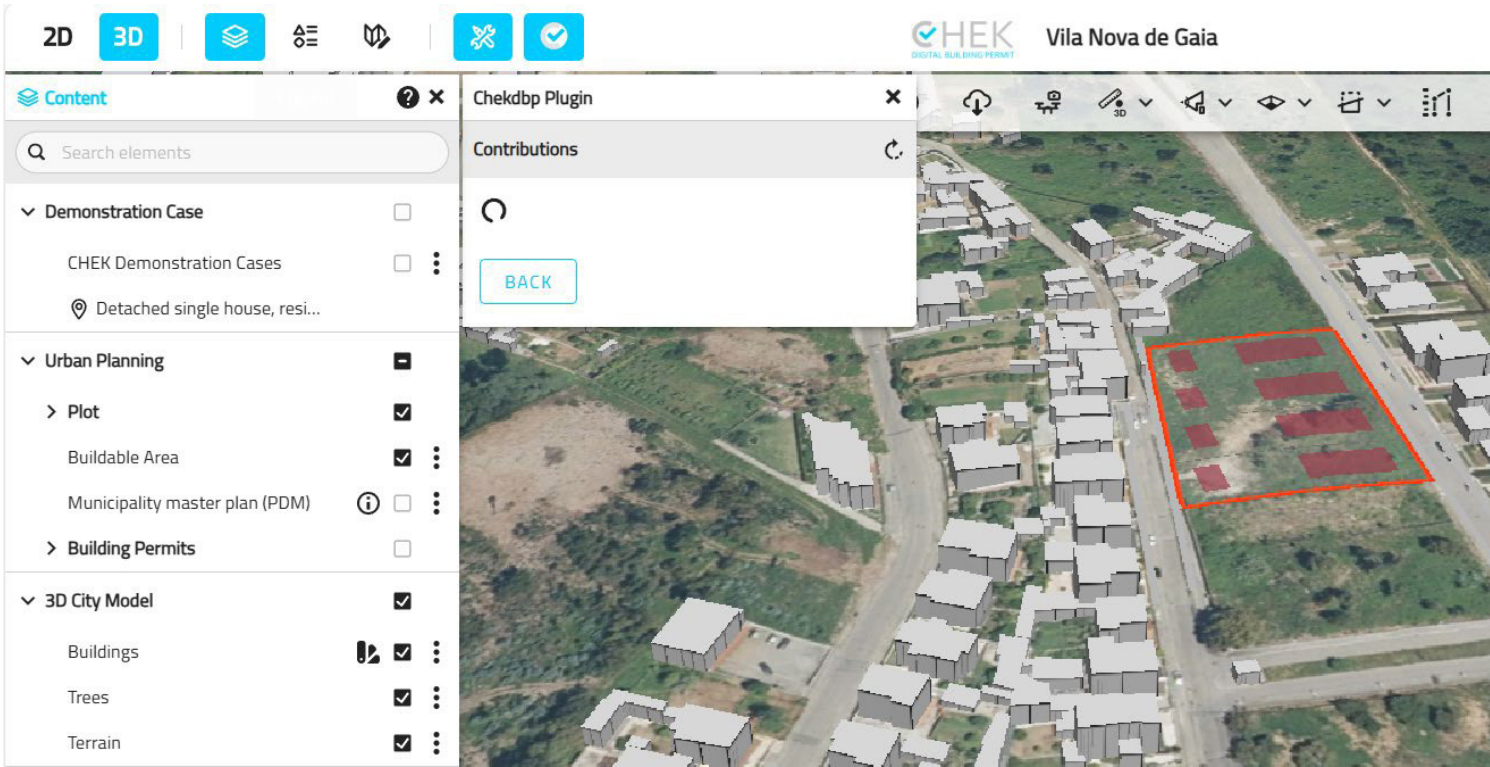 2D
3D
CHEK
DIGITAL BUILDING PERMIT
Vila Nova de Gaia
Content
Chekdbp Plugin
3D
Search elements
Contributions
Demonstration Case
CHEK Demonstration Cases
Detached single house, resi...
BACK
Urban Planning
Plot
Buildable Area
Municipality master plan (PDM)
Building Permits
3D City Model
Buildings
Trees
Terrain